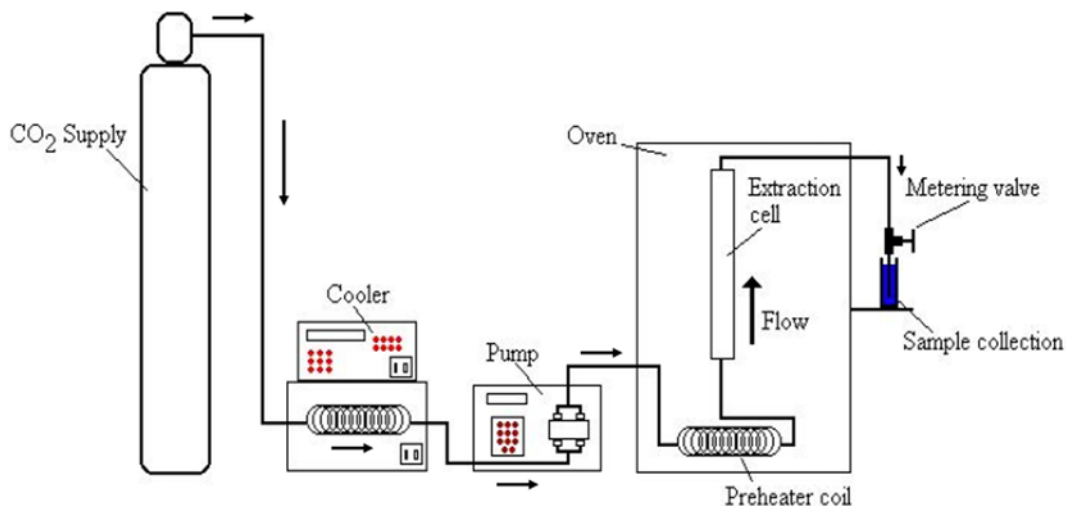 CO2 Supply
Oven
Extraction
cell
Metering valve
Cooler
Flow
Sample collection
Pump
Preheater coil